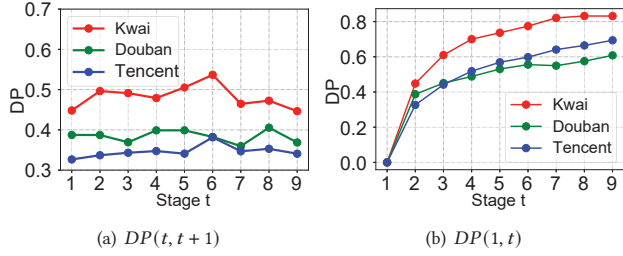 0.7
0.6
0.5
0.4
0.3
DP
Kwai
Douban
Tencent
1 2 3 4 5 6 7 8 9
Stage t
(a) DP(t, t + 1)
0.8
0.6
0.4
0.2
0.0
DP
Kwai
Douban
Tencent
1 2 3 4 5 6 7 8 9
Stage t
(b) DP(1, t)